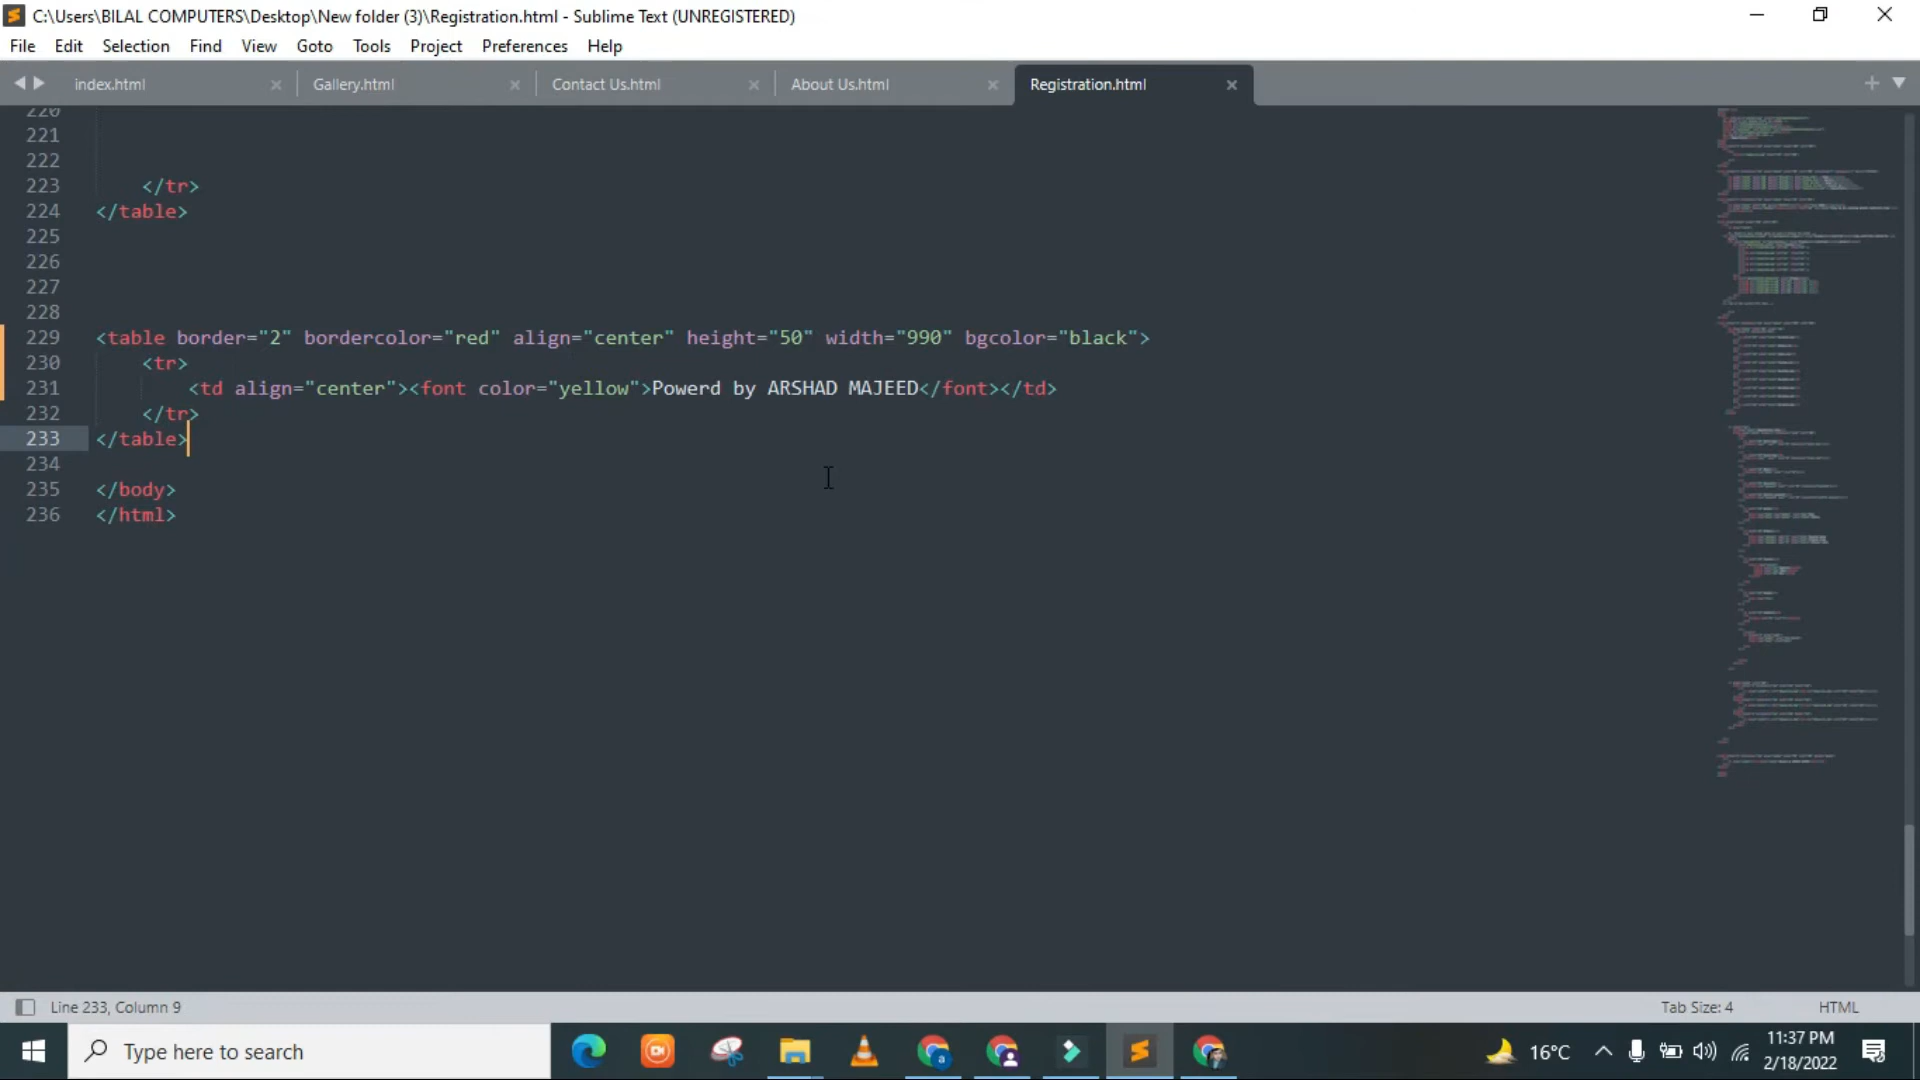 C:\Users\BILAL COMPUTERS\Desktop\New folder (3)\Registration.html - Sublime Text (UNREGISTERED)
File Edit Selection Find View Goto Tools Project Preferences Help
index.html Gallery.html Contact Us.html About Us.html Registration.html
220
221
222
223 </tr>
224 </table>
225
226
227
228
229 <table border="2" bordercolor="red" align="center" height="50" width="990" bgcolor="black">
230 <tr>
231 <td align="center"><font color="yellow">Powerd by ARSHAD MAJEED</font></td>
232 </tr>
233 </table>
234
235 </body>
236 </html>
Line 233, Column 9 Tab Size: 4 HTML
Type here to search 16°C 11:37 PM
2/18/2022